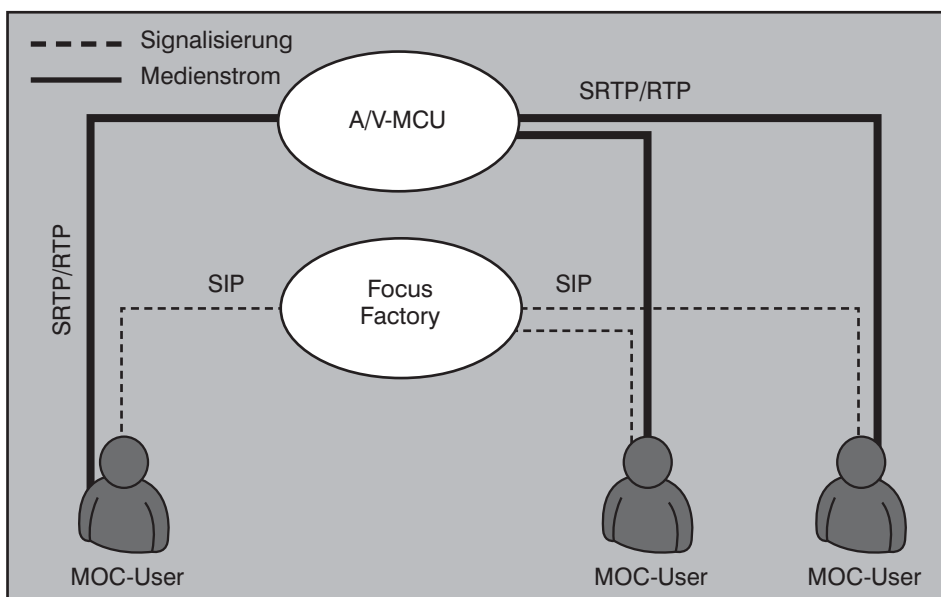 Signalisierung
Medienstrom
A/V-MCU
SRTP/RTP
SRTP/RTP
SIP
Focus
Factory
SIP
MOC-User
MOC-User
MOC-User